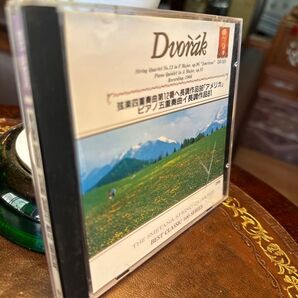 Dvořák
String Quartet No.12 in F Major, op.96 "American"
Piano Quintet in A Major, op.81
Recording: 1966
弦楽四重奏曲第12番ヘ長調作品96「アメリカ」
ピアノ五重奏曲イ長調作品81
THE SMETANA STRING QUARTET
BEST CLASSIC 100 SERIES